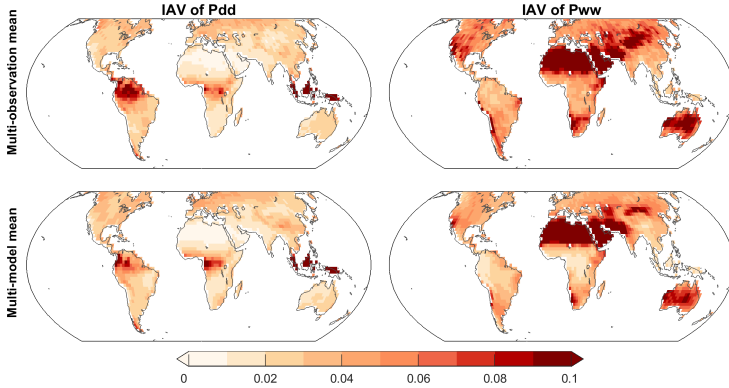 IAV of Pdd
IAV of Pww
Multi-observation mean
Multi-model mean
0 0.02 0.04 0.06 0.08 0.1